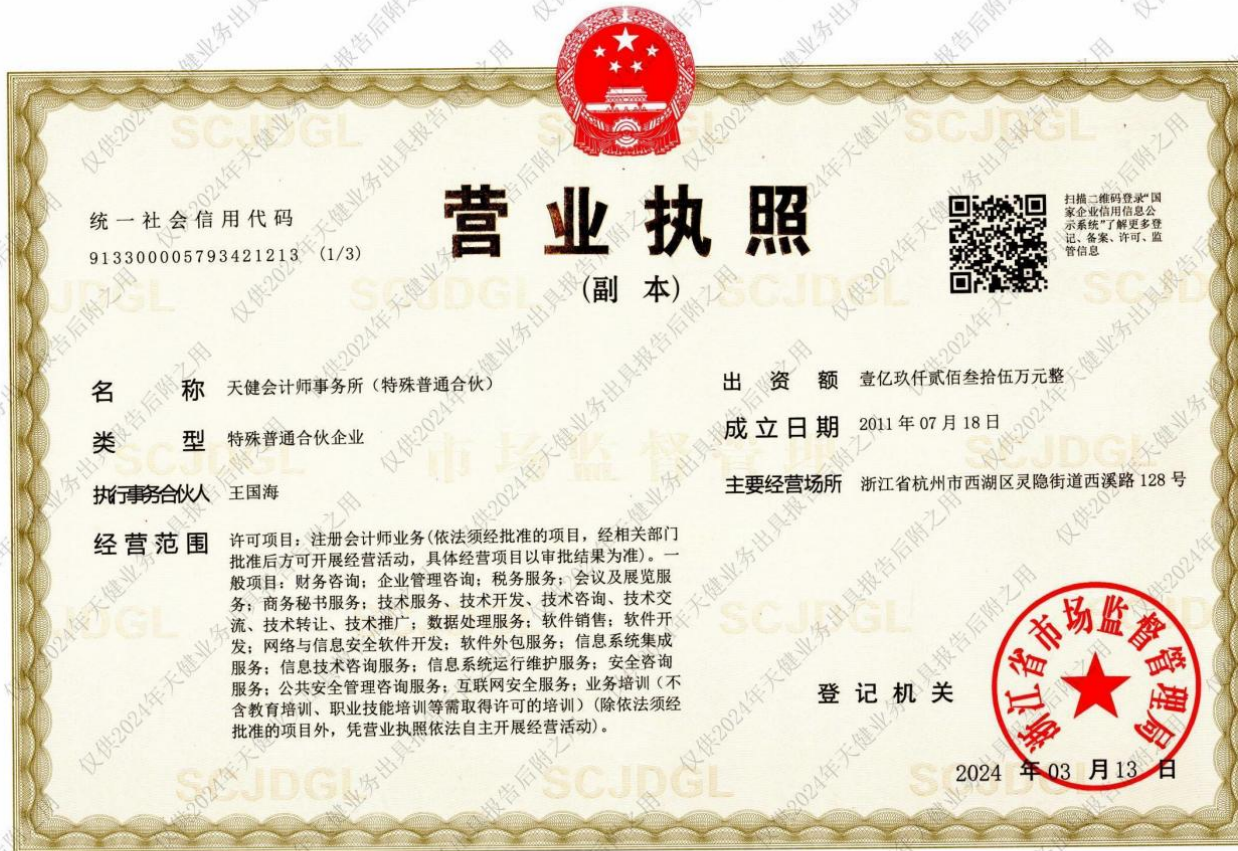 营业执照
(副 本)
统一社会信用代码
913300005793421213 (1/3)
扫描二维码登录“国
家企业信用信息公
示系统”了解更多登
记、备案、许可、监
管信息
名 称 天健会计师事务所（特殊普通合伙）
类 型 特殊普通合伙企业
执行事务合伙人 王国海
经营范围 许可项目：注册会计师业务(依法须经批准的项目，经相关部门
批准后方可开展经营活动，具体经营项目以审批结果为准)。一
般项目：财务咨询；企业管理咨询；税务服务；会议及展览服
务；商务秘书服务；技术服务、技术开发、技术咨询、技术交
流、技术转让、技术推广；数据处理服务；软件销售；软件开
发；网络与信息安全软件开发；软件外包服务；信息系统集成
服务；信息技术咨询服务；信息系统运行维护服务；安全咨询
服务；公共安全管理咨询服务；互联网安全服务；业务培训（不
含教育培训、职业技能培训等需取得许可的培训）(除依法须经
批准的项目外，凭营业执照依法自主开展经营活动)。
出 资 额 壹亿玖仟贰佰叁拾伍万元整
成立日期 2011 年 07 月 18 日
主要经营场所 浙江省杭州市西湖区灵隐街道西溪路 128 号
登记机关
浙江省市场监督管理局
2024 年 03 月 13 日
SCJDGL
市场监督管理
仅供2024年天健业务出具报告后附之用